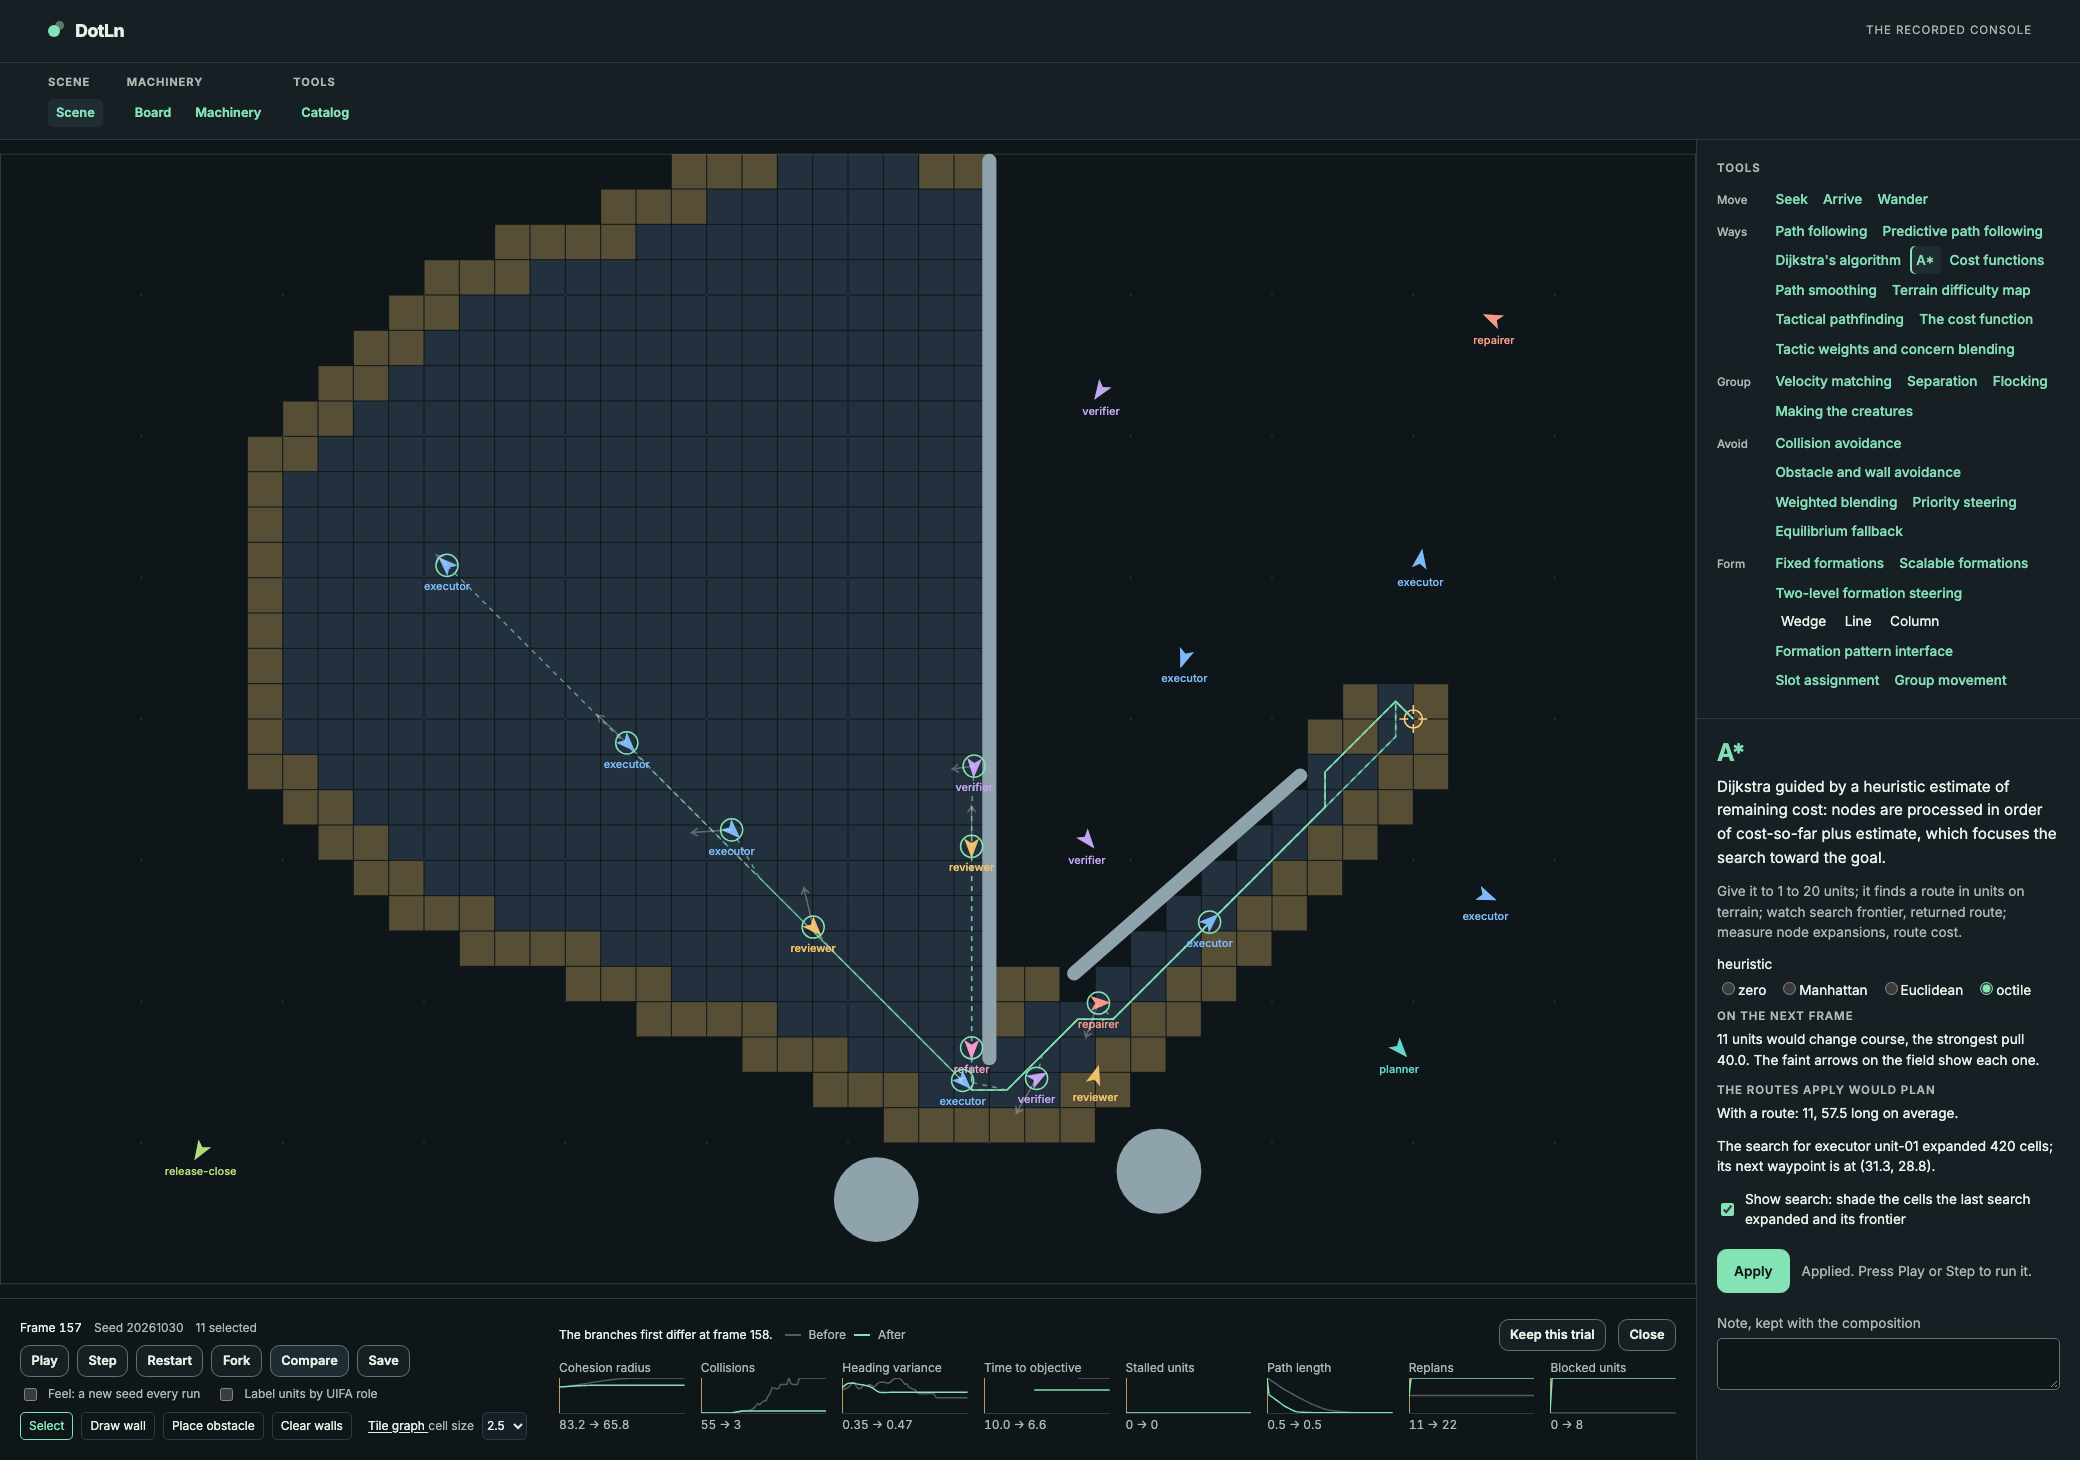 DotLn
THE RECORDED CONSOLE
SCENE
MACHINERY
TOOLS
Scene
Board
Machinery
Catalog
repairer
verifier
executor
executor
executor
executor
verifier
executor
reviewer
verifier
executor
reviewer
executor
repairer
refuter
planner
executor
verifier
reviewer
release-close
TOOLS
Move
Seek
Arrive
Wander
Ways
Path following
Predictive path following
Dijkstra's algorithm
A*
Cost functions
Path smoothing
Terrain difficulty map
Tactical pathfinding
The cost function
Tactic weights and concern blending
Group
Velocity matching
Separation
Flocking
Making the creatures
Avoid
Collision avoidance
Obstacle and wall avoidance
Weighted blending
Priority steering
Equilibrium fallback
Form
Fixed formations
Scalable formations
Two-level formation steering
Wedge
Line
Column
Formation pattern interface
Slot assignment
Group movement
A*
Dijkstra guided by a heuristic estimate of
remaining cost: nodes are processed in order
of cost-so-far plus estimate, which focuses the
search toward the goal.
Give it to 1 to 20 units; it finds a route in units on
terrain; watch search frontier, returned route;
measure node expansions, route cost.
heuristic
zero
Manhattan
Euclidean
octile
ON THE NEXT FRAME
11 units would change course, the strongest pull
40.0. The faint arrows on the field show each one.
THE ROUTES APPLY WOULD PLAN
With a route: 11, 57.5 long on average.
The search for executor unit-01 expanded 420 cells;
its next waypoint is at (31.3, 28.8).
Show search: shade the cells the last search
expanded and its frontier
Apply
Applied. Press Play or Step to run it.
Note, kept with the composition
Frame 157
Seed 20261030
11 selected
Play
Step
Restart
Fork
Compare
Save
Feel: a new seed every run
Label units by UIFA role
Select
Draw wall
Place obstacle
Clear walls
Tile graph cell size
2.5
The branches first differ at frame 158.
Before
After
Keep this trial
Close
Cohesion radius
83.2 → 65.8
Collisions
55 → 3
Heading variance
0.35 → 0.47
Time to objective
10.0 → 6.6
Stalled units
0 → 0
Path length
0.5 → 0.5
Replans
11 → 22
Blocked units
0 → 8